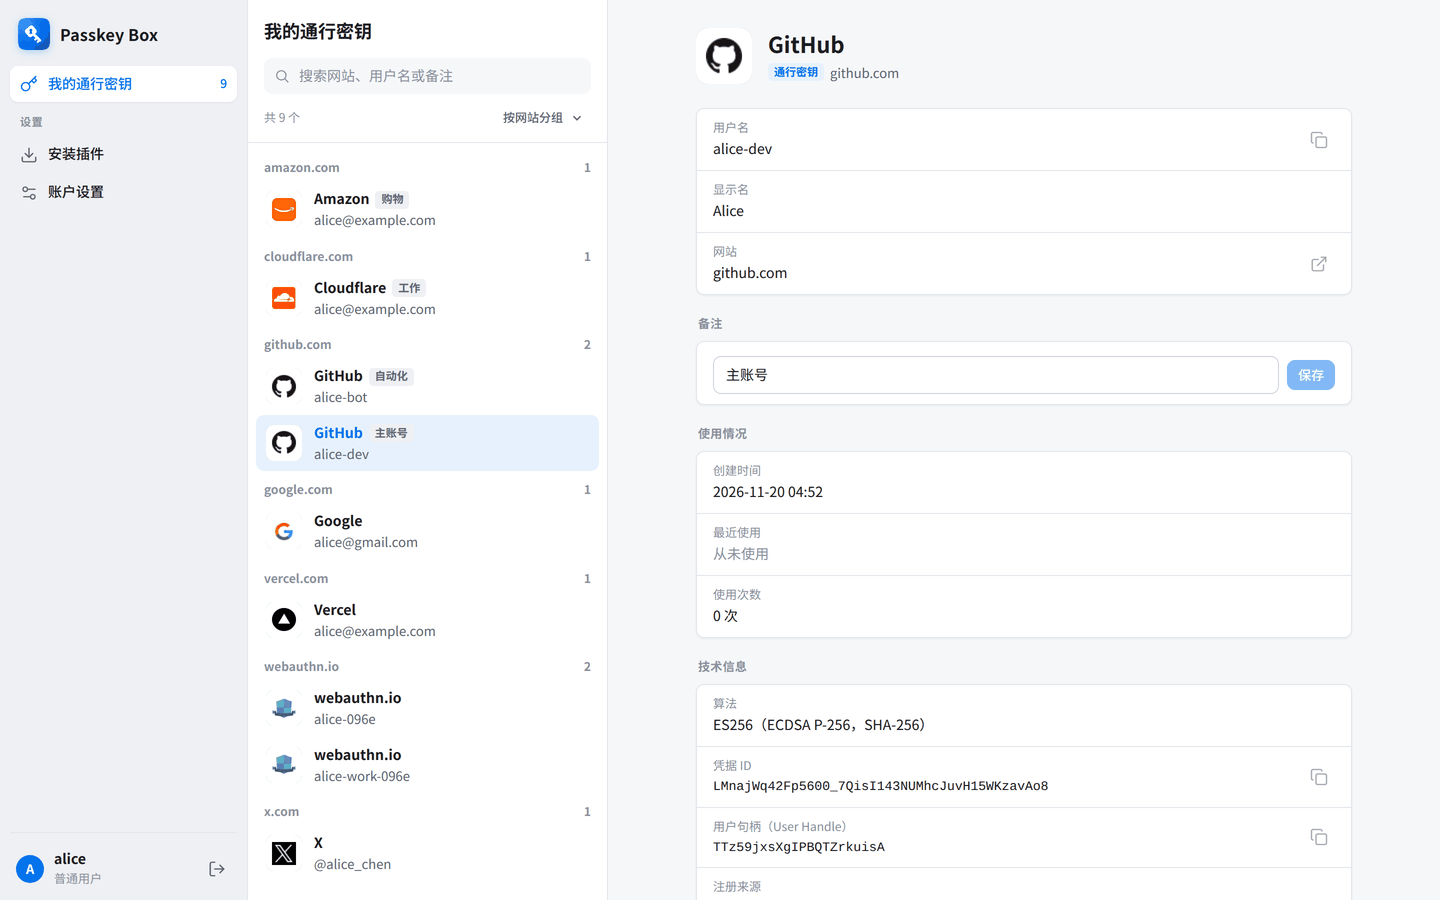 Passkey Box
我的通行密钥 9
设置
安装插件
账户设置
A
alice
普通用户
我的通行密钥
搜索网站、用户名或备注
共 9 个 按网站分组
amazon.com 1
Amazon 购物
alice@example.com
cloudflare.com 1
Cloudflare 工作
alice@example.com
github.com 2
GitHub 自动化
alice-bot
GitHub 主账号
alice-dev
google.com 1
Google
alice@gmail.com
vercel.com 1
Vercel
alice@example.com
webauthn.io 2
webauthn.io
alice-096e
webauthn.io
alice-work-096e
x.com 1
X
@alice_chen
GitHub
通行密钥 github.com
用户名
alice-dev
显示名
Alice
网站
github.com
备注
主账号 保存
使用情况
创建时间
2026-11-20 04:52
最近使用
从未使用
使用次数
0 次
技术信息
算法
ES256（ECDSA P-256，SHA-256）
凭据 ID
LMnajWq42Fp5600_7QisI143NUMhcJuvH15WKzavAo8
用户句柄（User Handle）
TTz59jxsXgIPBQTZrkuisA
注册来源